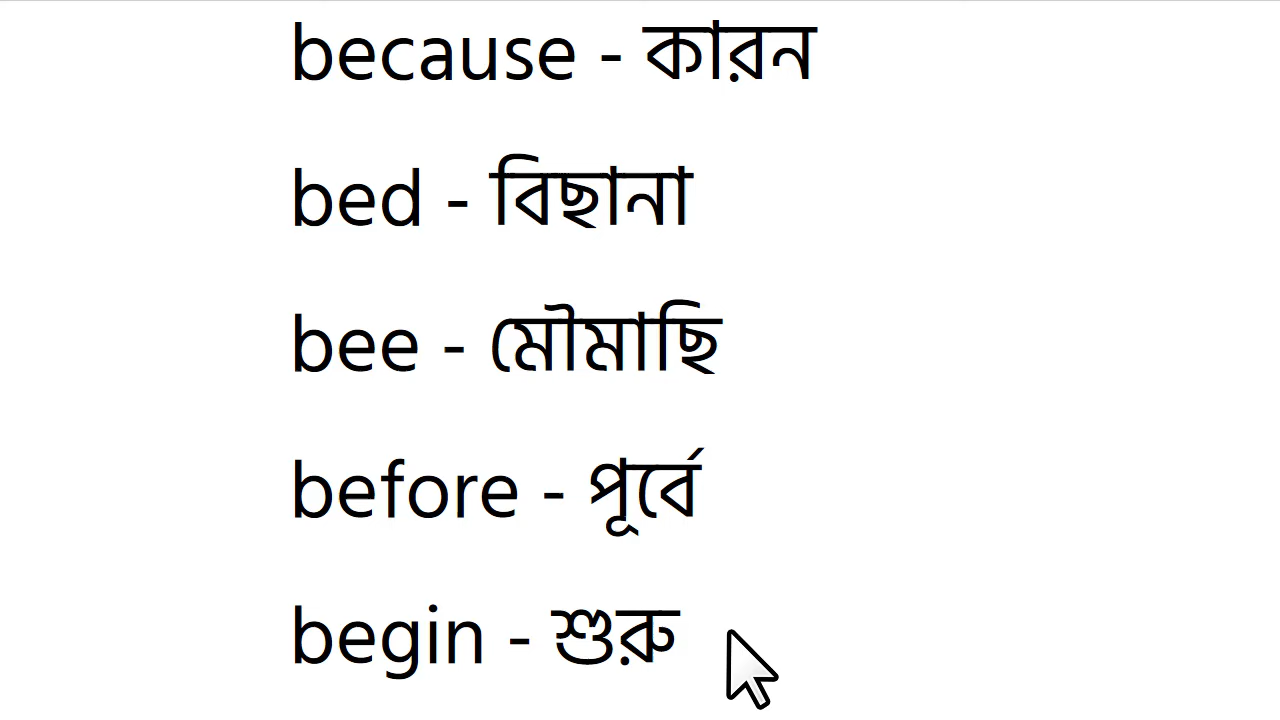 because - কারন
bed - বিছানা
bee - মৌমাছি
before - পূর্বে
begin - শুরু